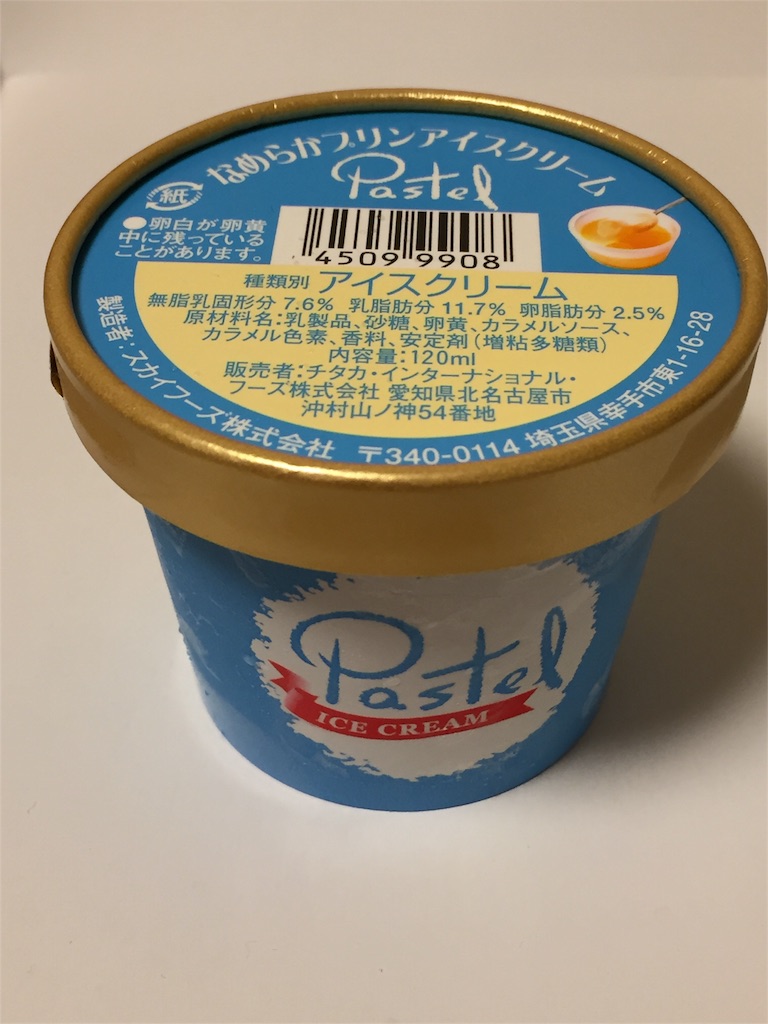 なめらかプリンアイスクリーム
Pastel
紙
●卵白が卵黄
中に残っている
ことがあります。
4509 9908
種類別 アイスクリーム
無脂乳固形分 7.6% 乳脂肪分 11.7% 卵脂肪分 2.5%
原材料名:乳製品、砂糖、卵黄、カラメルソース、
カラメル色素、香料、安定剤(増粘多糖類)
内容量:120ml
販売者:チタカ・インターナショナル・
フーズ株式会社 愛知県北名古屋市
沖村山ノ神54番地
製造者:スカイフーズ株式会社 〒340-0114 埼玉県幸手市東1-16-28
Pastel
ICE CREAM